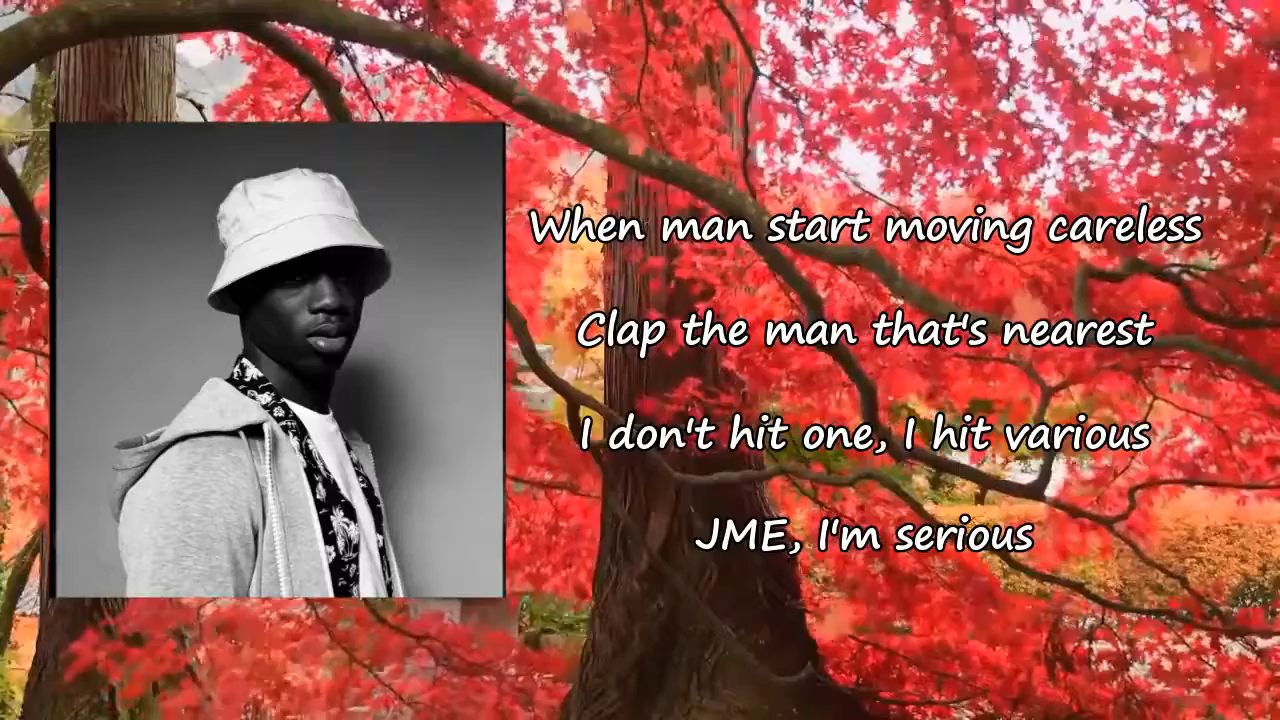 When man start moving careless
Clap the man that's nearest
I don't hit one, I hit various
JME, I'm serious